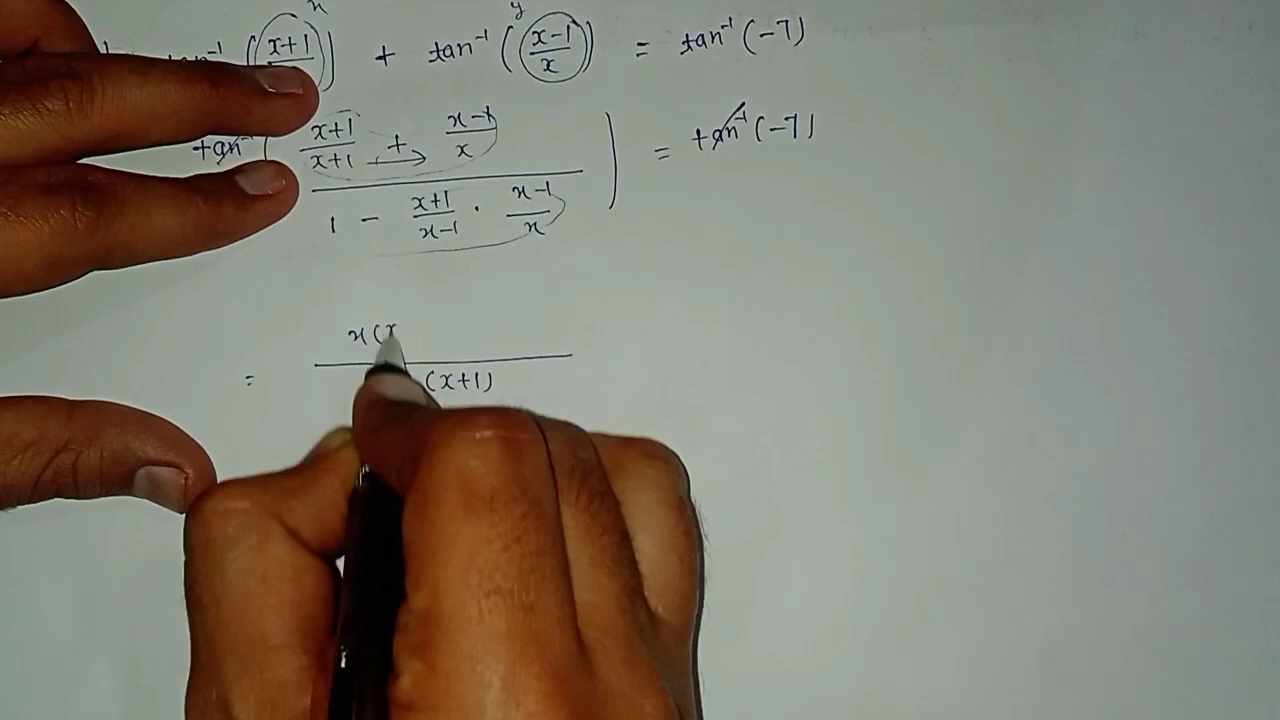 x y
tan⁻¹ ((x+1 + tan⁻¹ ((x-1)/x) = tan⁻¹ (-7)
tan⁻¹ ( (x+1)/(x+1) + (x-1)/x ) = tan⁻¹ (-7)
1 - (x+1)/(x-1) · (x-1)/x
x(x
= (x+1)